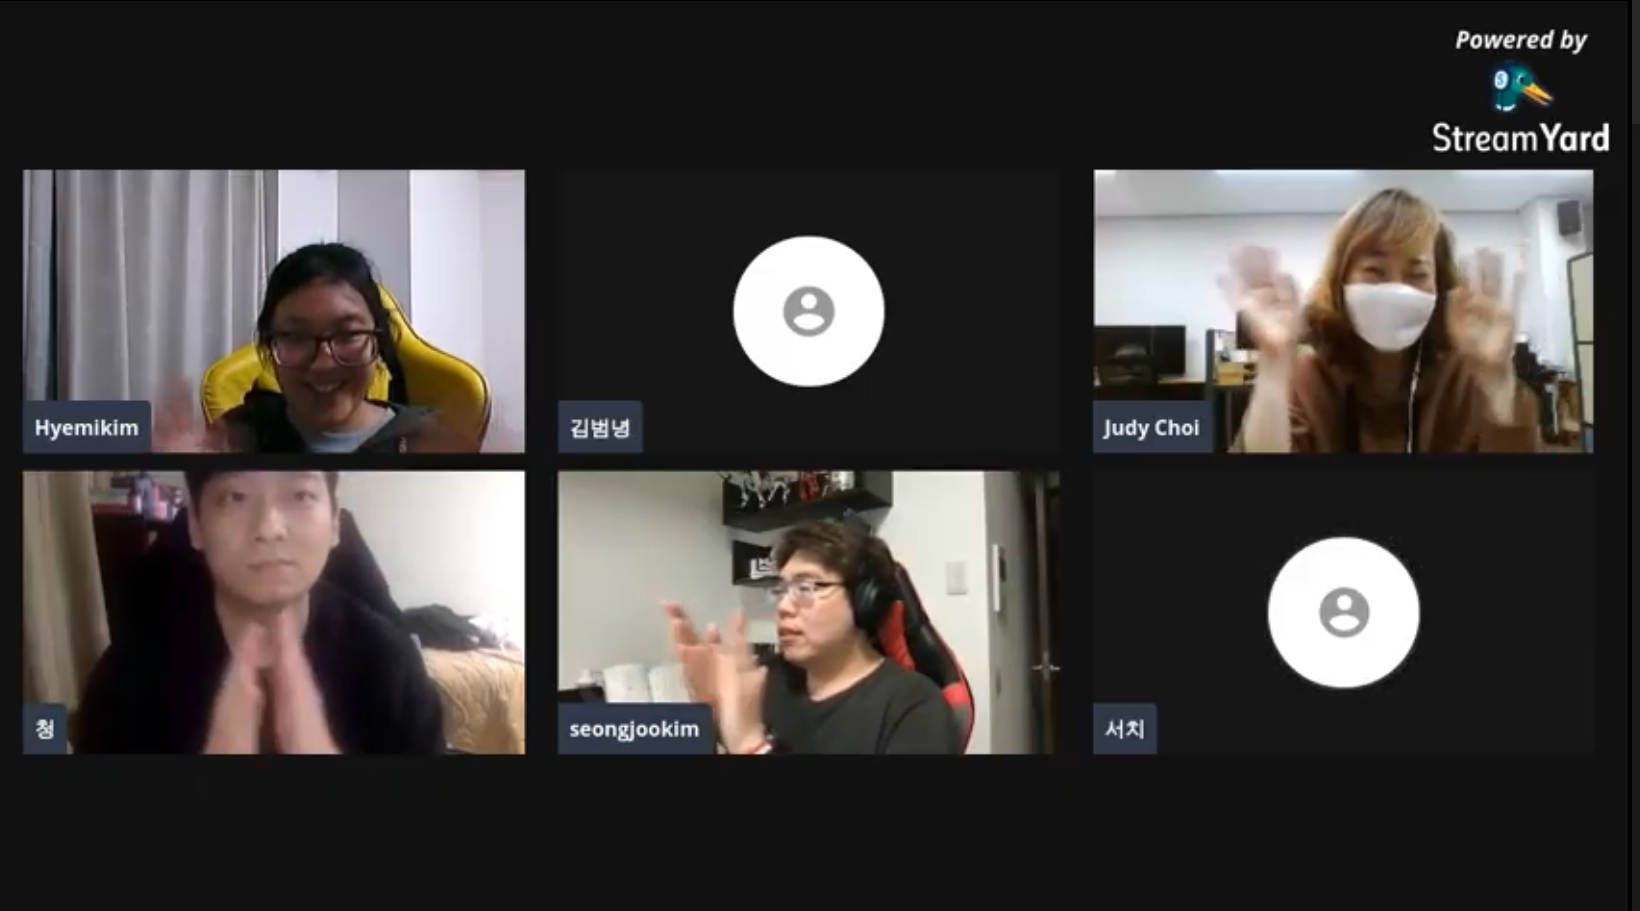 Powered by
StreamYard
Hyemikim
김범녕
Judy Choi
청
seongjookim
서치